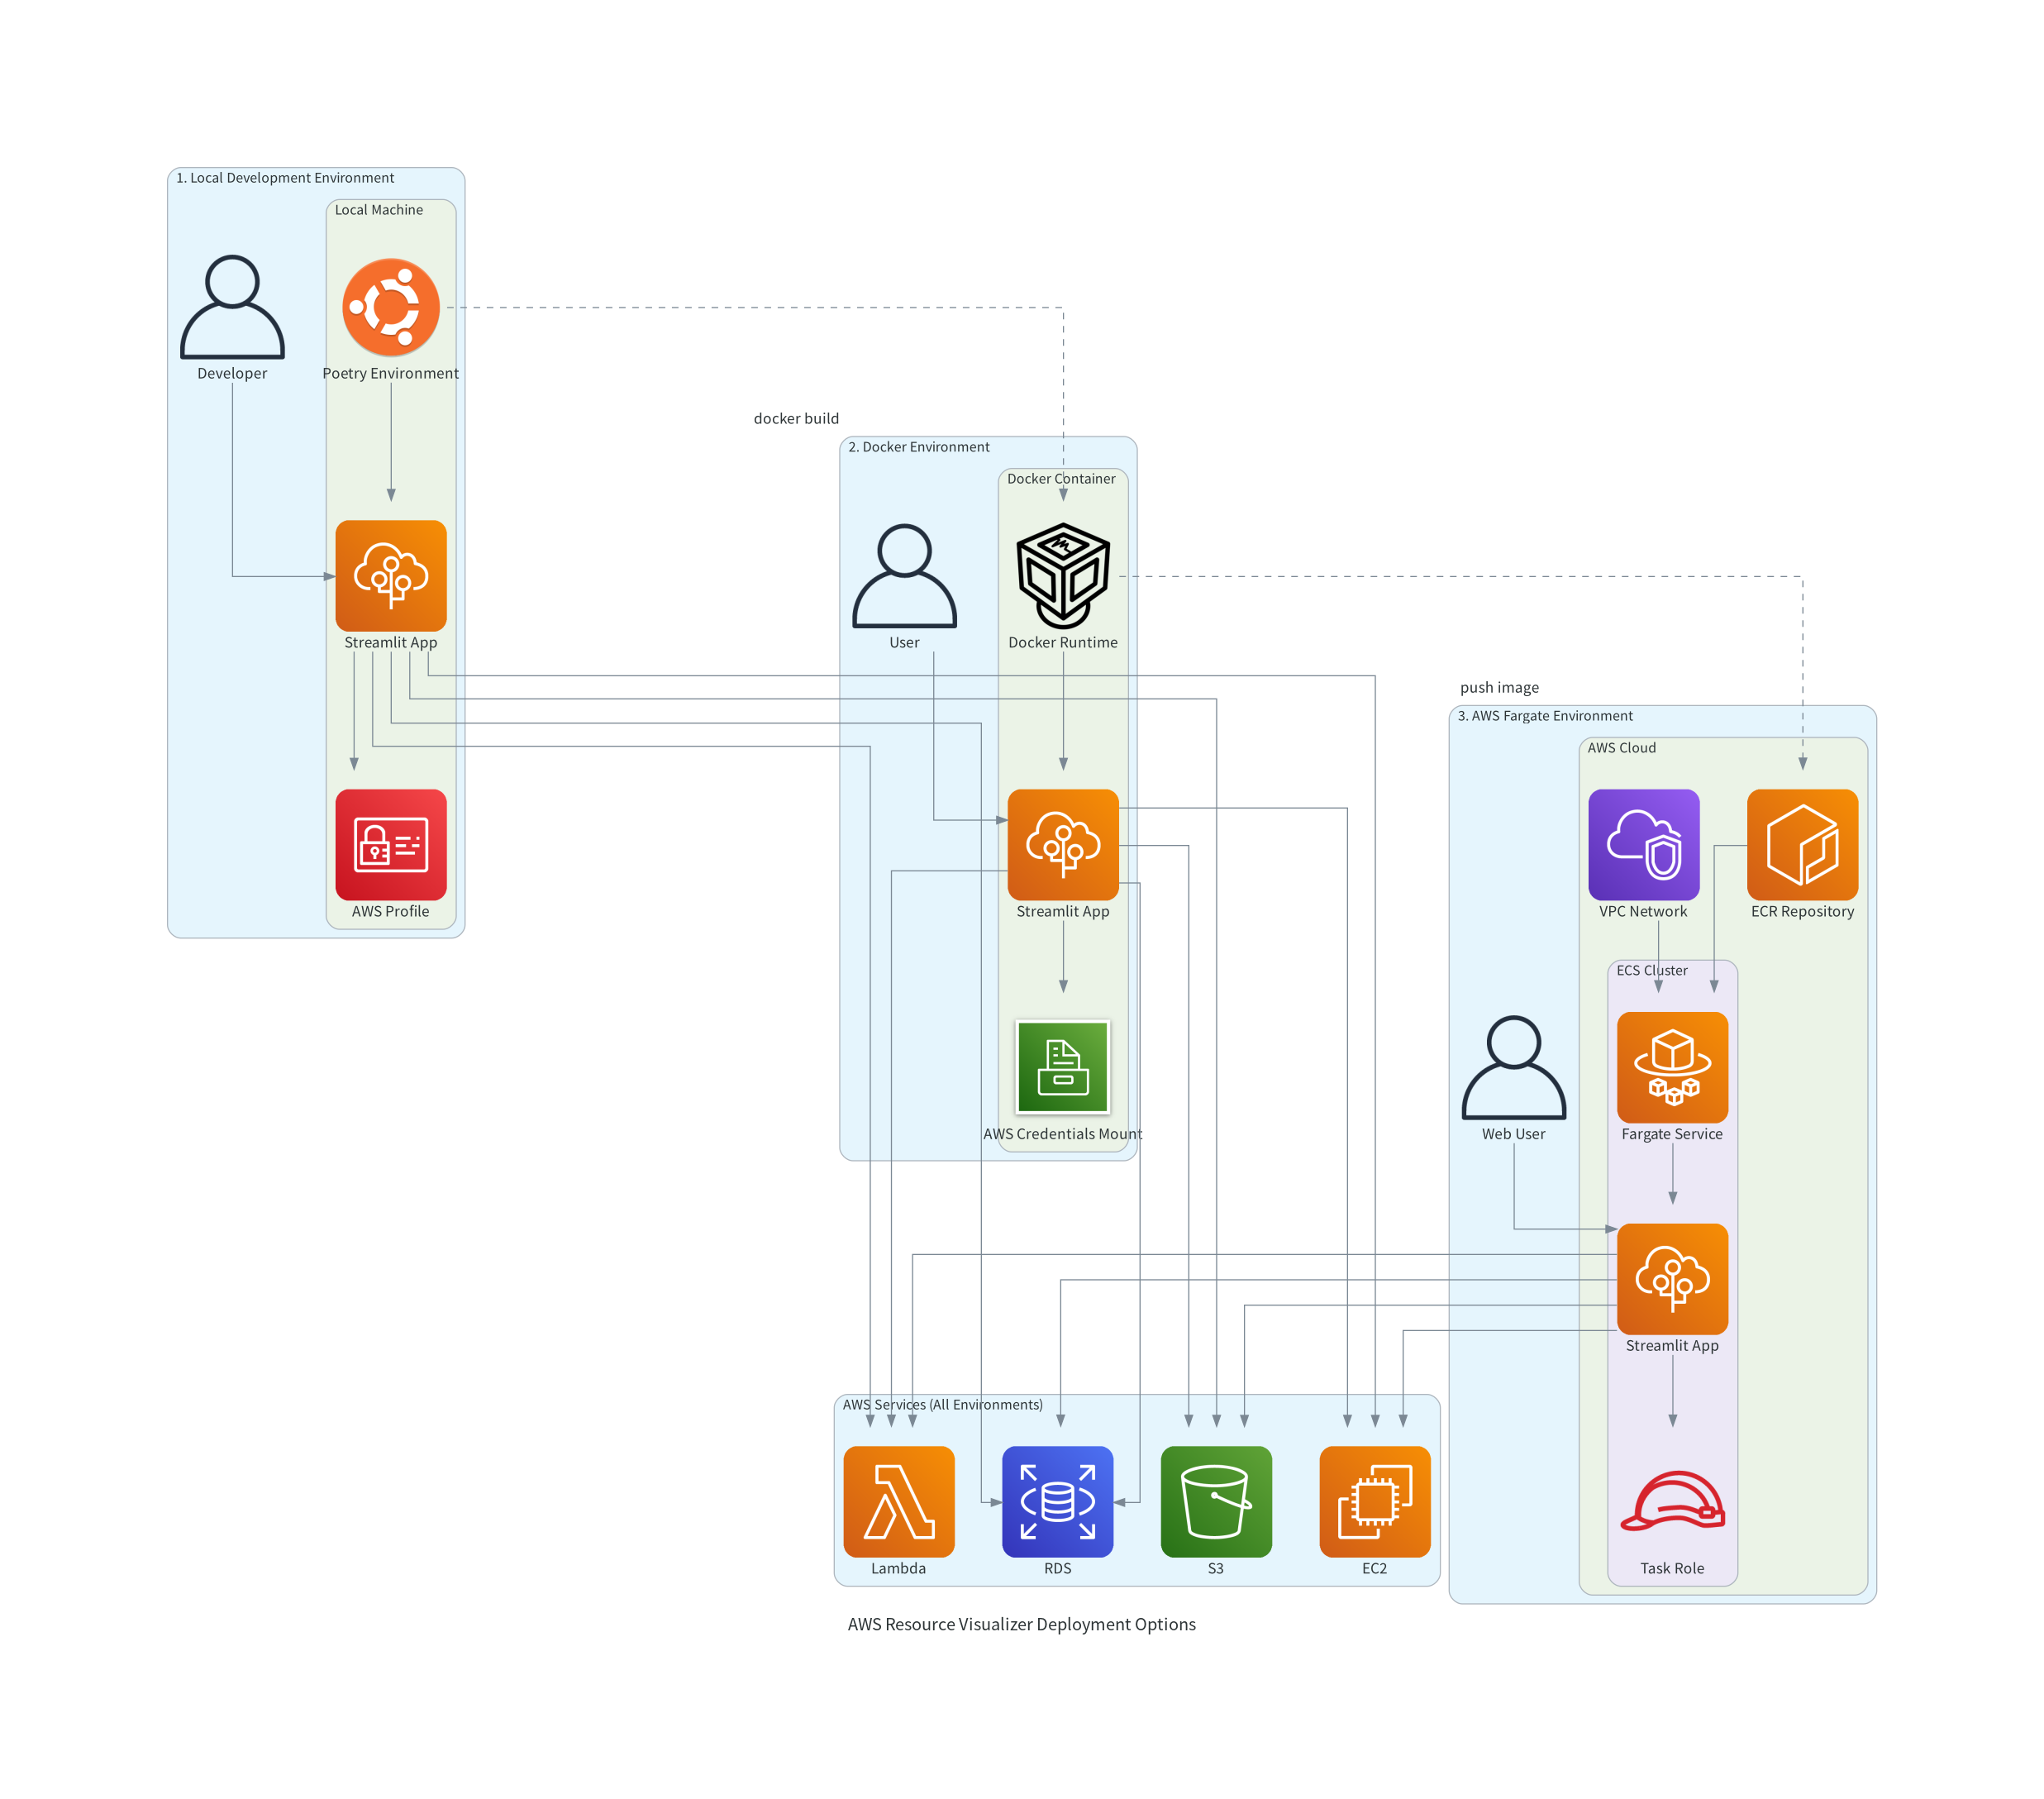 1. Local Development Environment
Local Machine
Developer
Poetry Environment
Streamlit App
AWS Profile
docker build
2. Docker Environment
Docker Container
User
Docker Runtime
Streamlit App
AWS Credentials Mount
push image
3. AWS Fargate Environment
AWS Cloud
VPC Network
ECR Repository
ECS Cluster
Web User
Fargate Service
Streamlit App
Task Role
AWS Services (All Environments)
Lambda
RDS
S3
EC2
AWS Resource Visualizer Deployment Options